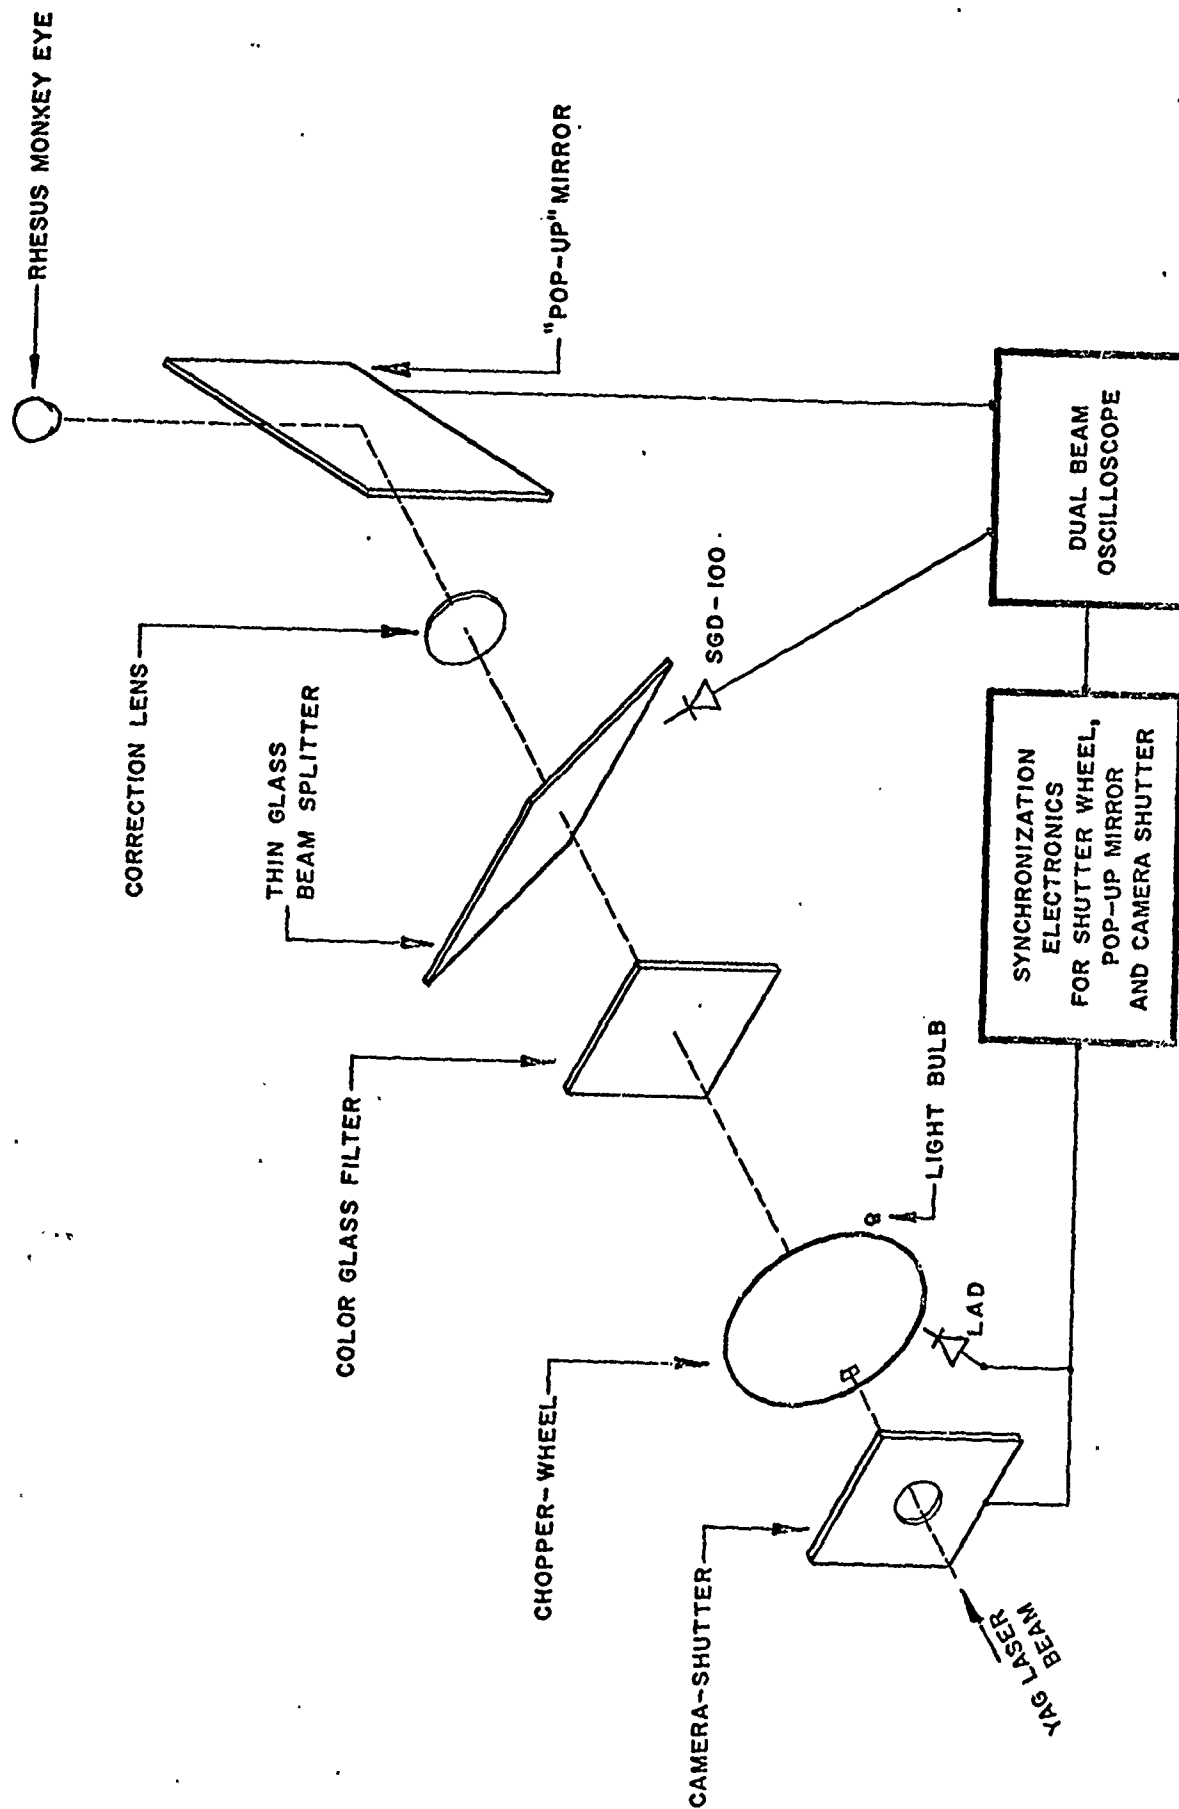 RHESUS MONKEY EYE
"POP-UP" MIRROR
CORRECTION LENS
THIN GLASS
BEAM SPLITTER
SGD-100
DUAL BEAM
OSCILLOSCOPE
COLOR GLASS FILTER
SYNCHRONIZATION
ELECTRONICS
FOR SHUTTER WHEEL,
POP-UP MIRROR
AND CAMERA SHUTTER
LIGHT BULB
CHOPPER-WHEEL
LAD
CAMERA-SHUTTER
YAG LASER
BEAM